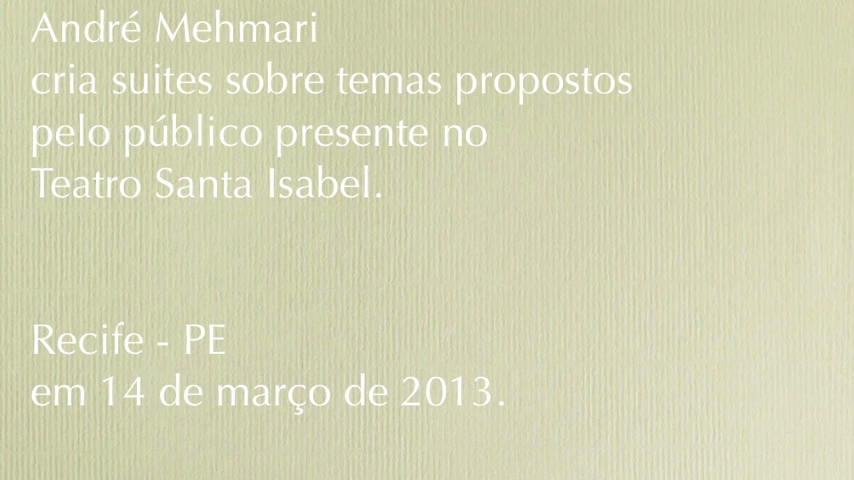 André Mehmari
cria suites sobre temas propostos
pelo público presente no
Teatro Santa Isabel.
Recife - PE
em 14 de março de 2013.